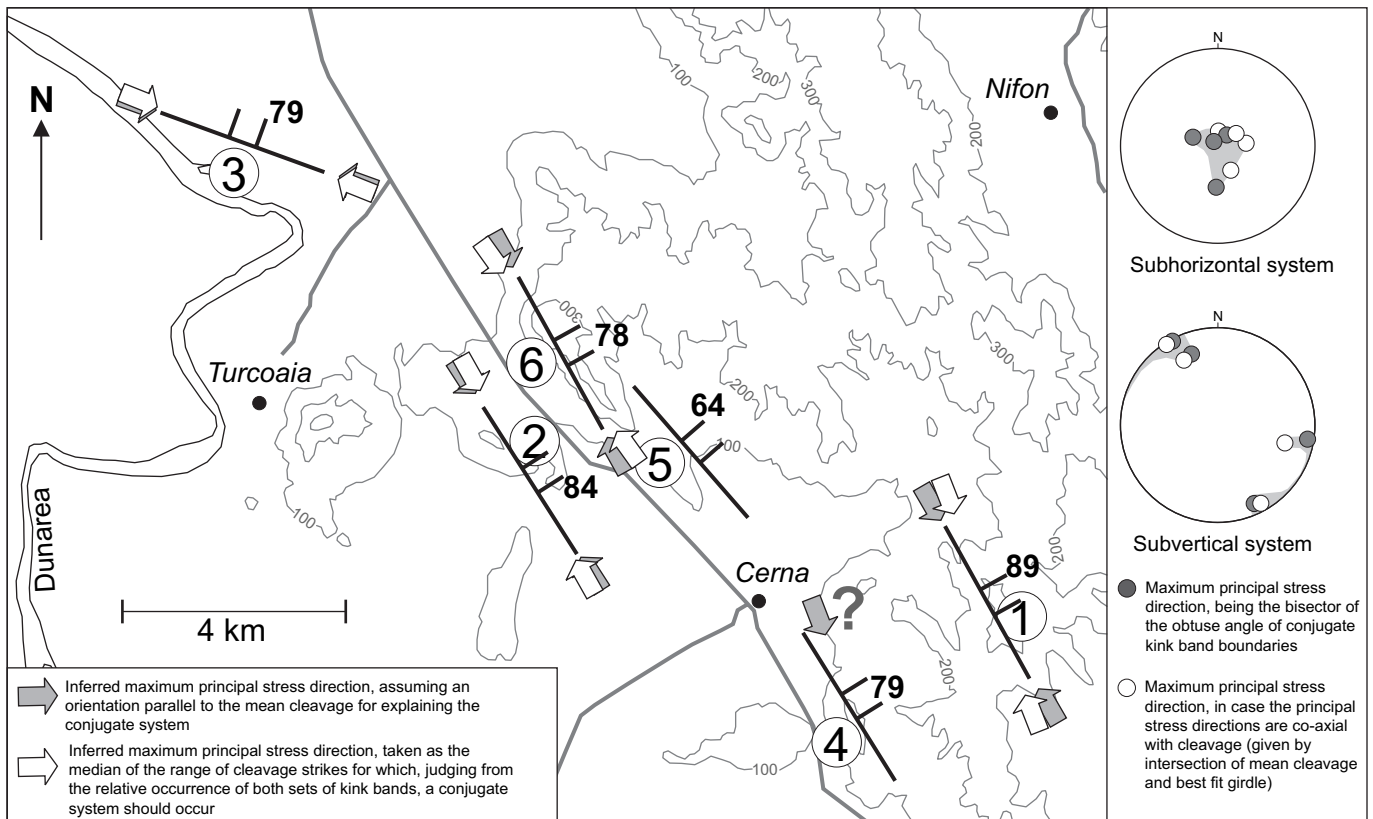 N
79
3
100
200
300
200
Nifon
N
Subhorizontal system
300
78
6
Turcoaia
200
300
64
100
2
84
5
100
N
Subvertical system
Dunarea
4 km
Cerna
?
89
1
200
200
79
4
100
Inferred maximum principal stress direction, assuming an
orientation parallel to the mean cleavage for explaining the
conjugate system
Inferred maximum principal stress direction, taken as the
median of the range of cleavage strikes for which, judging from
the relative occurrence of both sets of kink bands, a conjugate
system should occur
Maximum principal stress
direction, being the bisector of
the obtuse angle of conjugate
kink band boundaries
Maximum principal stress
direction, in case the principal
stress directions are co-axial
with cleavage (given by
intersection of mean cleavage
and best fit girdle)